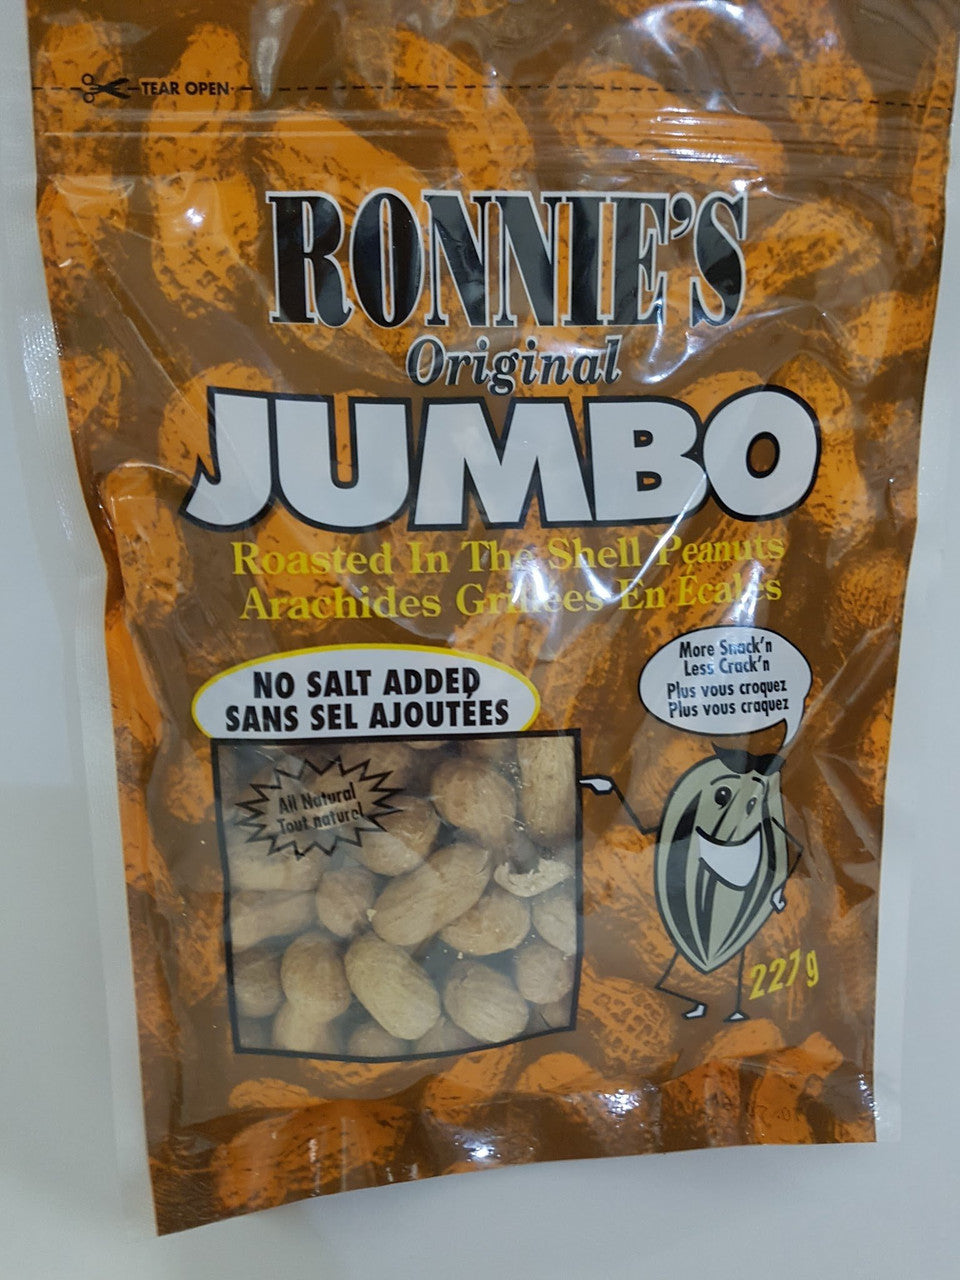 TEAR OPEN
RONNIE'S
Original
JUMBO
Roasted In The Shell Peanuts
Arachides Grillées En Écales
NO SALT ADDED
SANS SEL AJOUTÉES
More Snack'n
Less Crack'n
Plus vous croquez
Plus vous craquez
All Natural
Tout naturel
227g